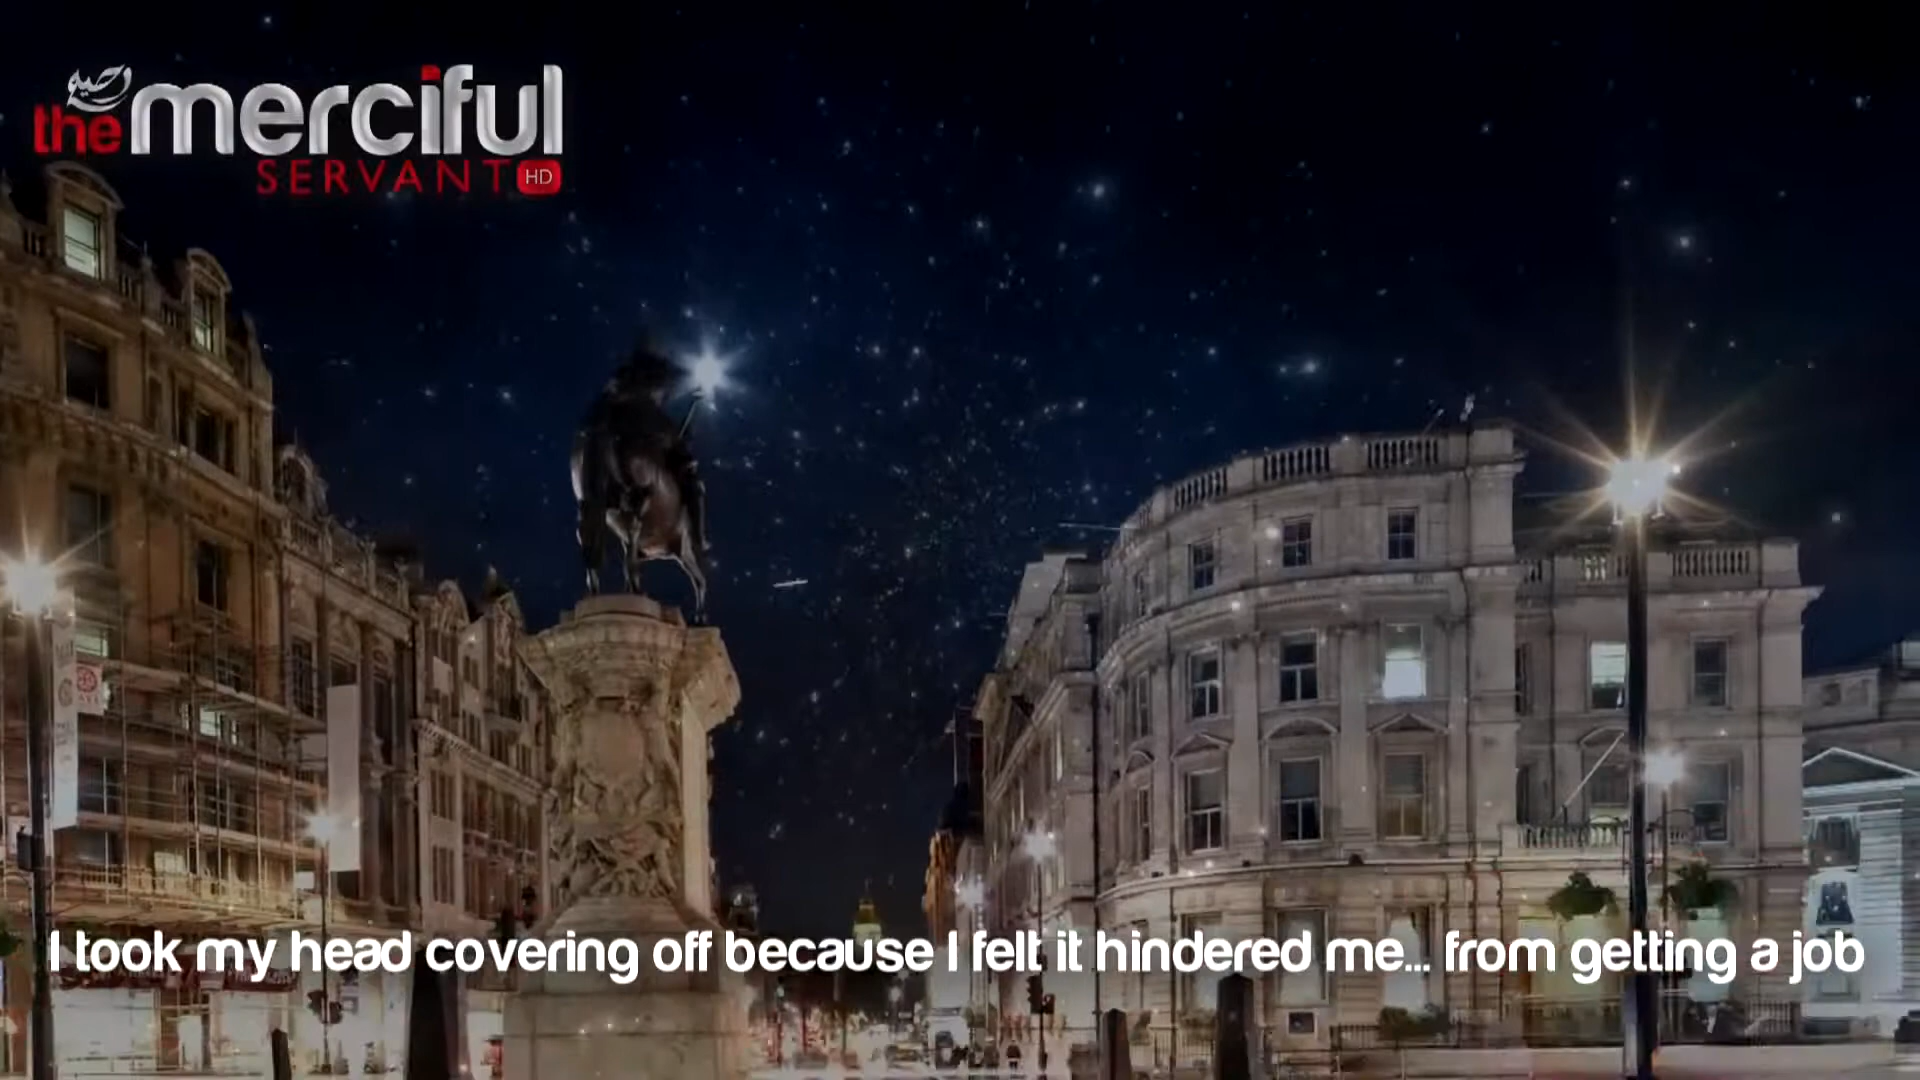 the merciful
SERVANT HD
I took my head covering off because I felt it hindered me... from getting a job